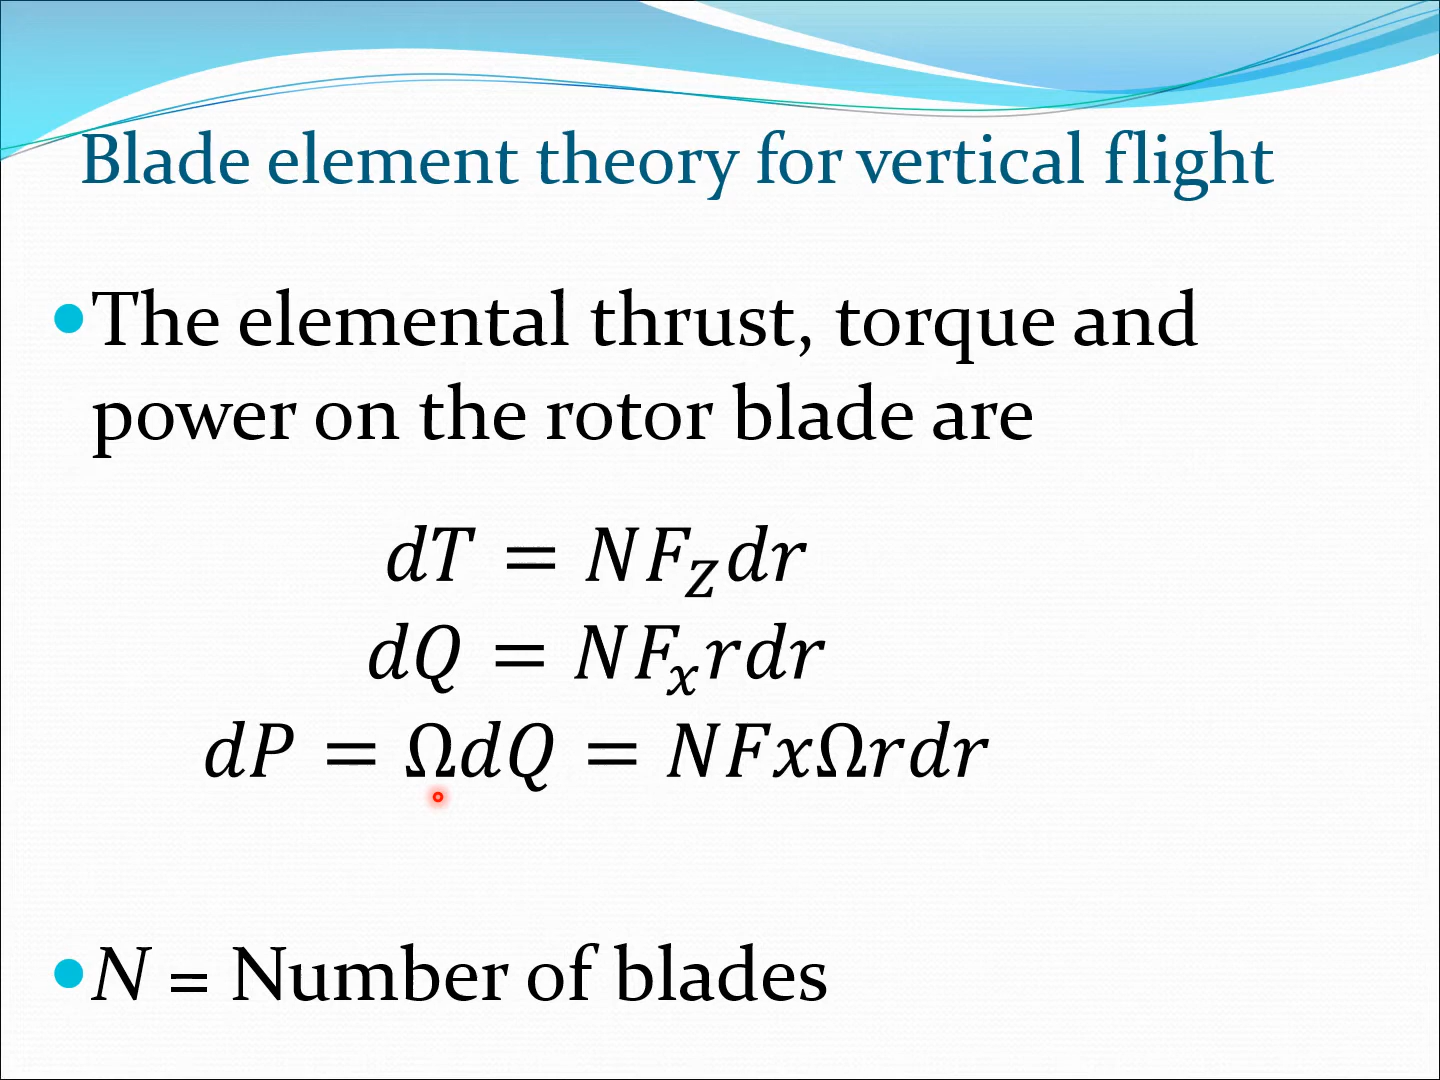 Blade element theory for vertical flight
•The elemental thrust, torque and
power on the rotor blade are
dT = NF_Z dr
dQ = NF_x rdr
dP = ΩdQ = NFxΩrdr
•N = Number of blades